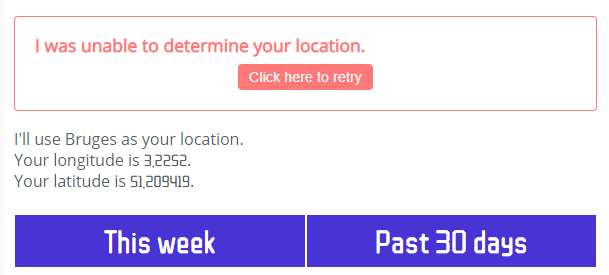 I was unable to determine your location.
Click here to retry
I'll use Bruges as your location.
Your longitude is 3.2252.
Your latitude is 51.209419.
This week
Past 30 days